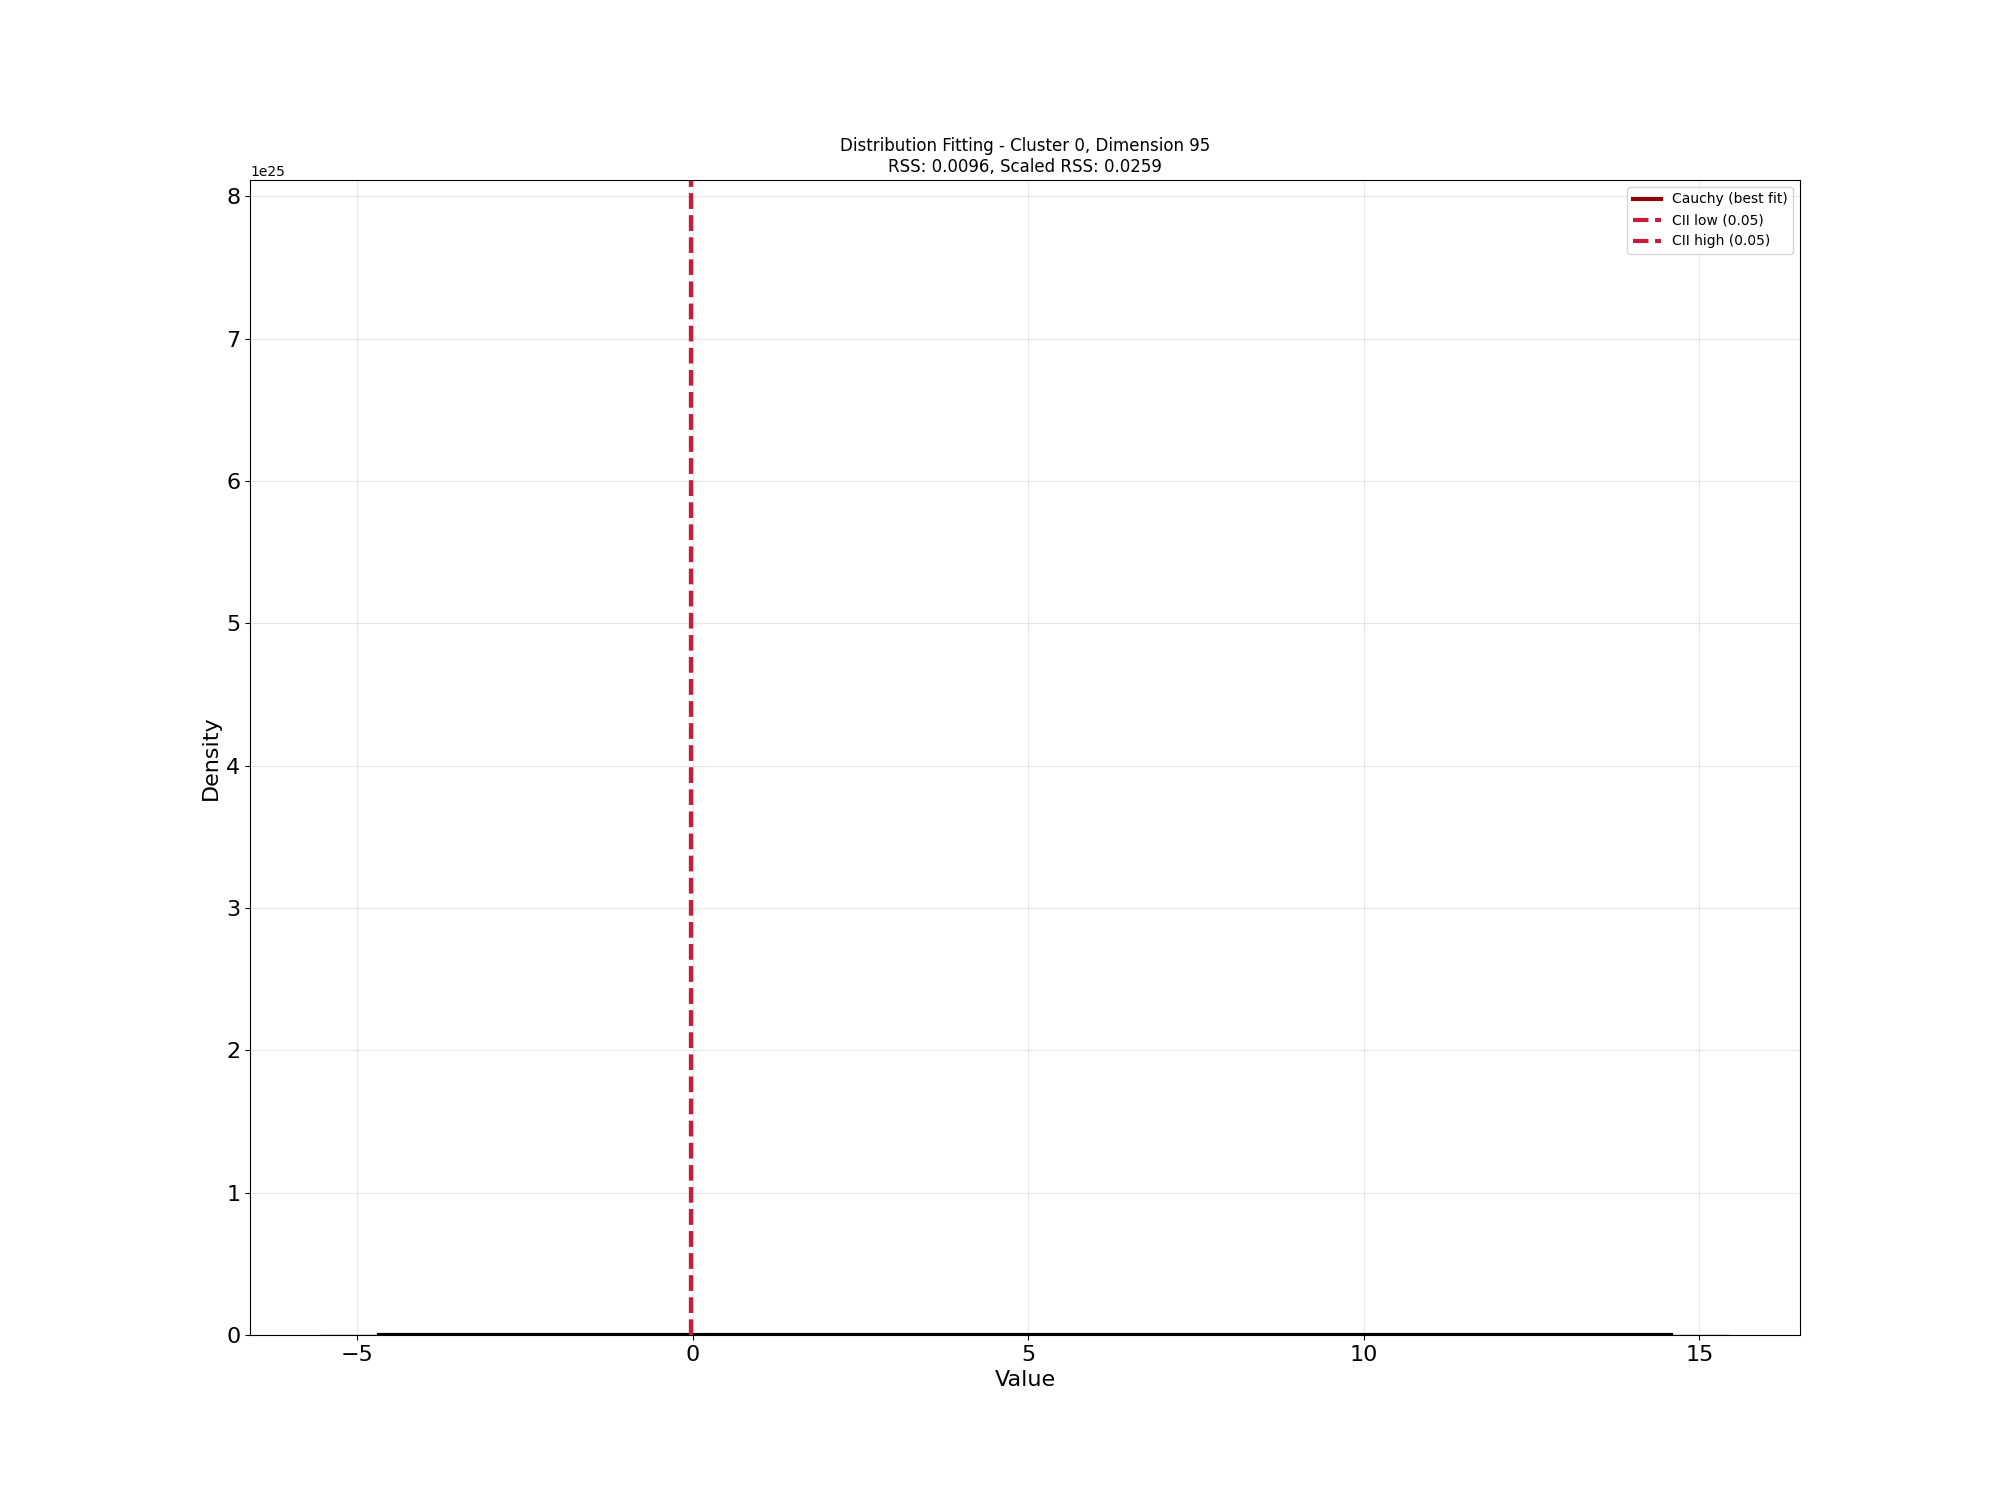 Distribution Fitting - Cluster 0, Dimension 95
RSS: 0.0096, Scaled RSS: 0.0259
1e25
Cauchy (best fit)
CII low (0.05)
CII high (0.05)
8
7
6
5
4
3
2
1
0
Density
−5 0 5 10 15
Value